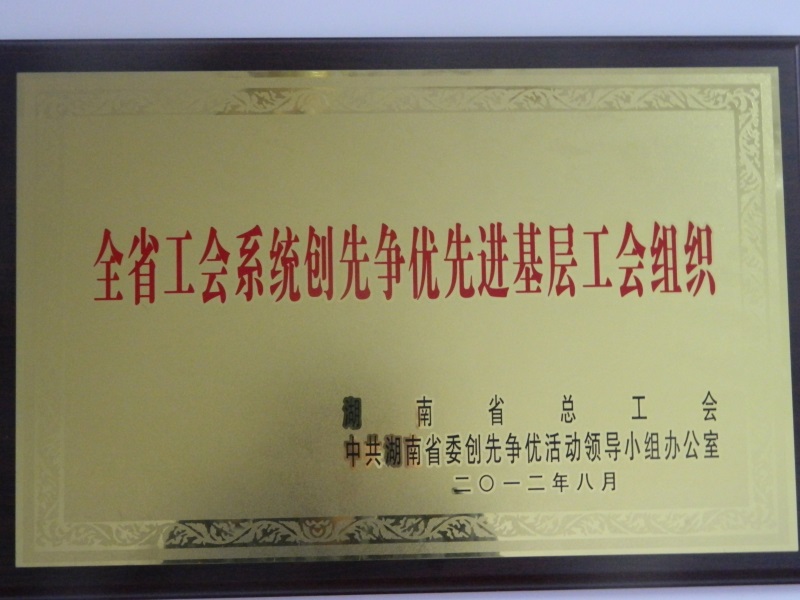 全省工会系统创先争优先进基层工会组织
湖南省总工会
中共湖南省委创先争优活动领导小组办公室
二〇一二年八月